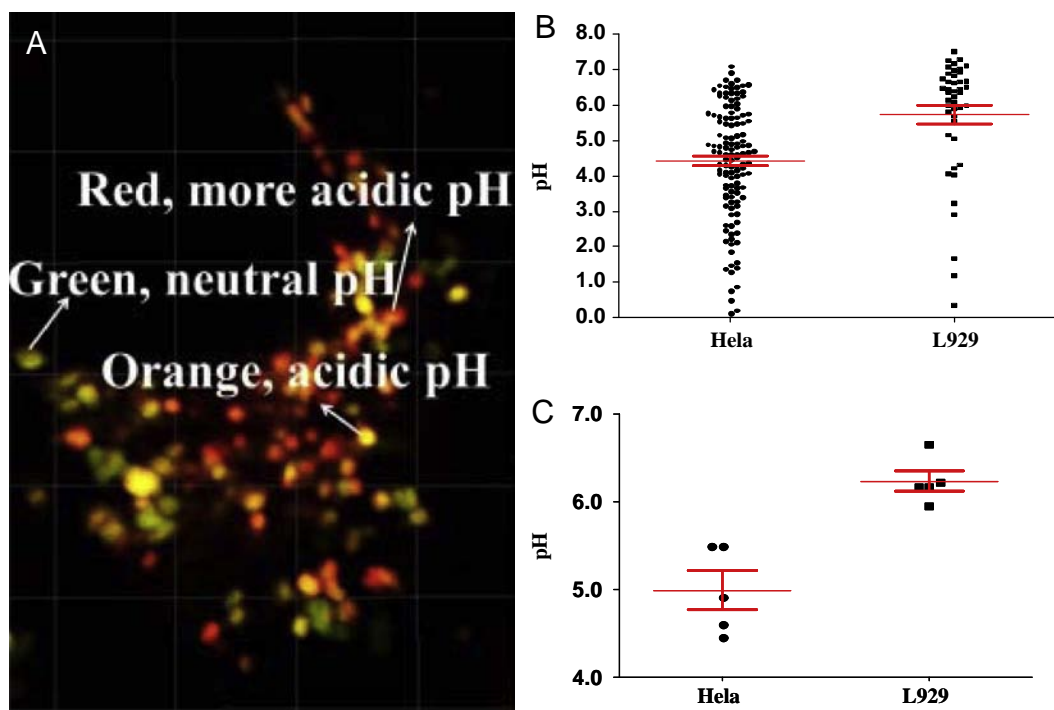 A
Red, more acidic pH
Green, neutral pH
Orange, acidic pH
B
8.0
7.0
6.0
5.0
4.0
3.0
2.0
1.0
0.0
pH
Hela
L929
C
7.0
6.0
5.0
4.0
pH
Hela
L929